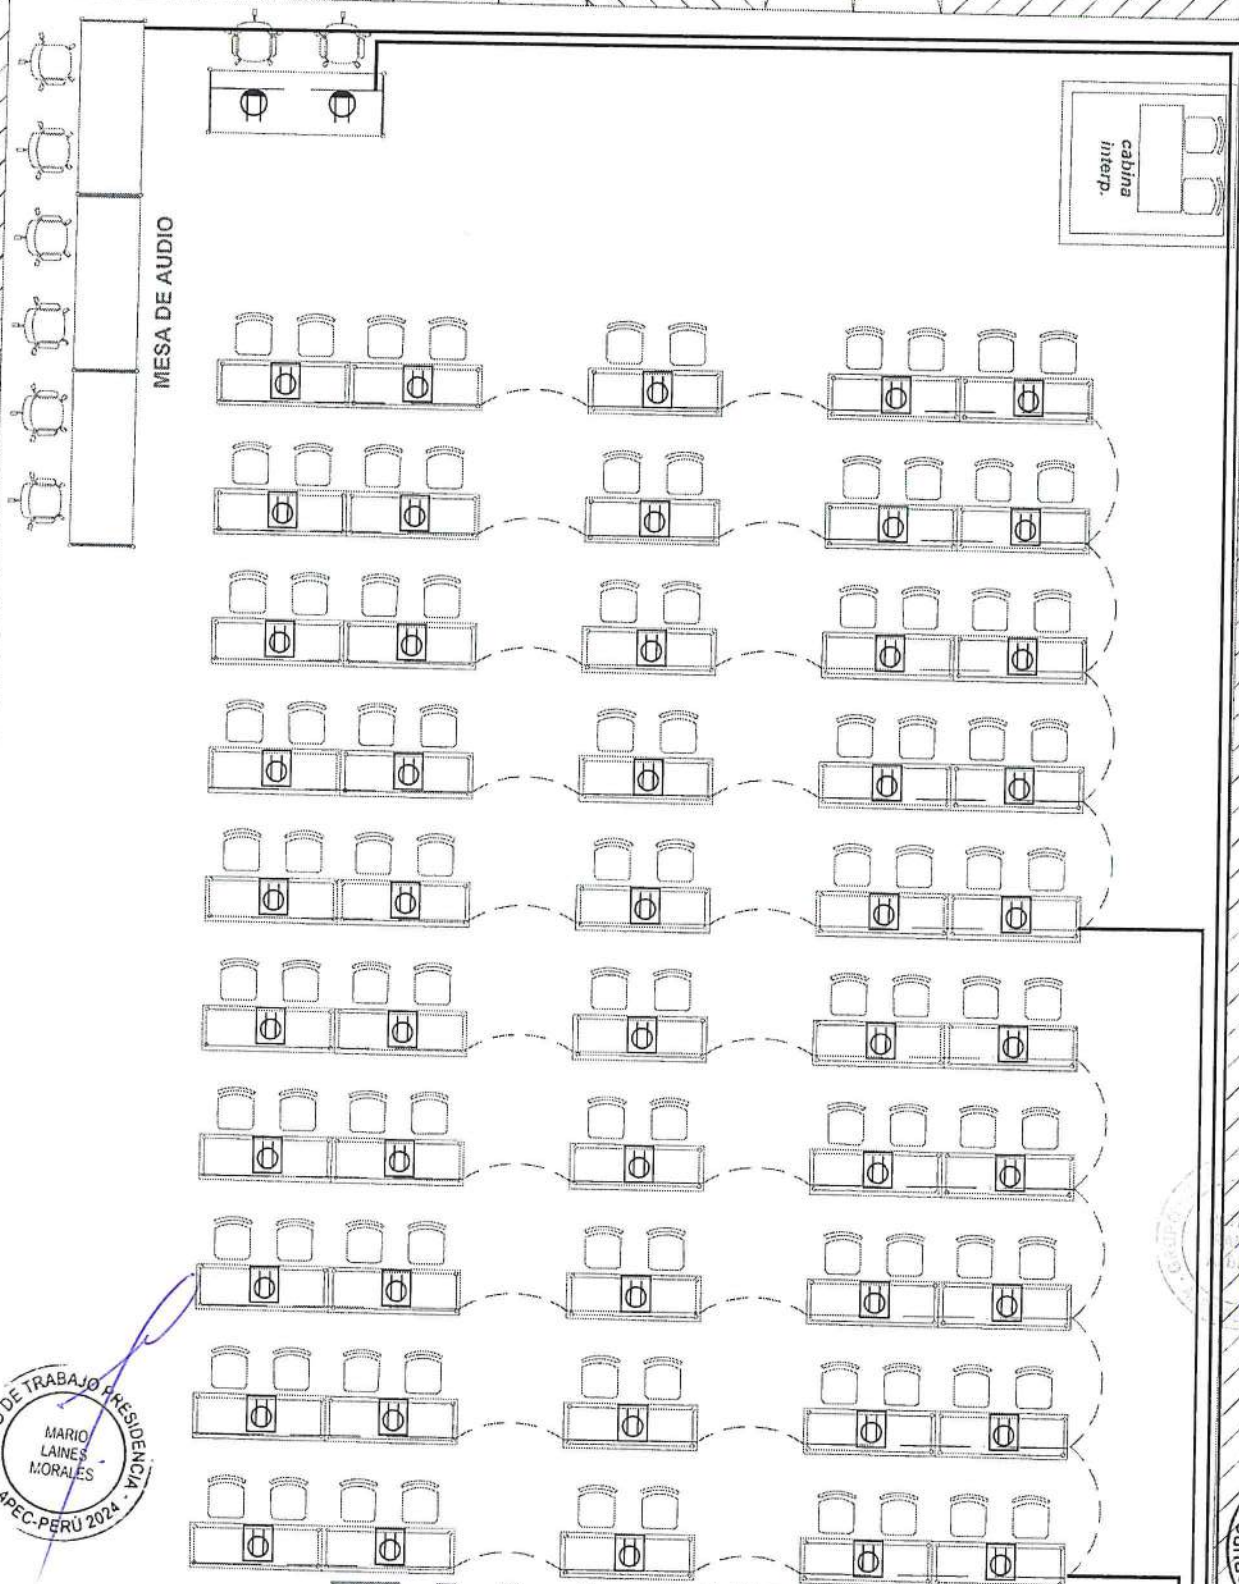 cabina
interp.
MESA DE AUDIO
DE TRABAJO PRESIDENCIA
MARIO
LAINES
MORALES
APEC-PERÚ 2024